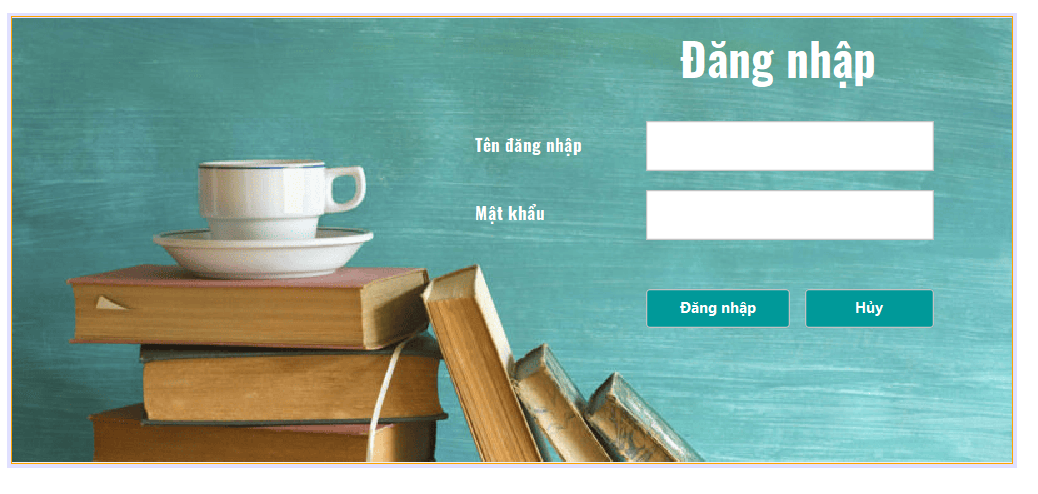 Đăng nhập
Tên đăng nhập
Mật khẩu
Đăng nhập
Hủy